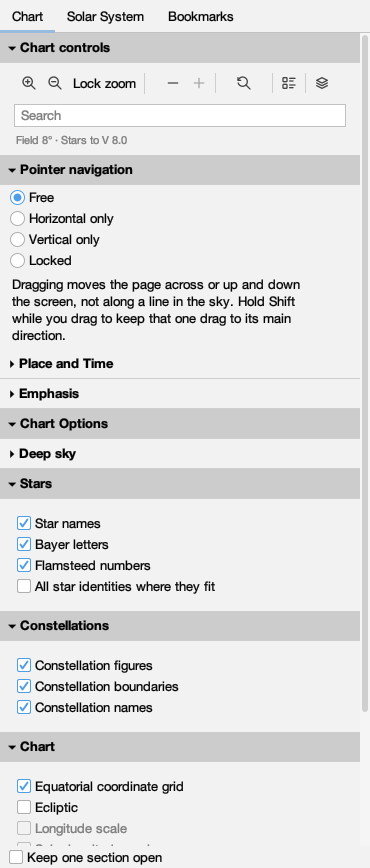 Chart Solar System Bookmarks
Chart controls
Lock zoom
Search
Field 8° · Stars to V 8.0
Pointer navigation
Free
Horizontal only
Vertical only
Locked
Dragging moves the page across or up and down
the screen, not along a line in the sky. Hold Shift
while you drag to keep that one drag to its main
direction.
Place and Time
Emphasis
Chart Options
Deep sky
Stars
Star names
Bayer letters
Flamsteed numbers
All star identities where they fit
Constellations
Constellation figures
Constellation boundaries
Constellation names
Chart
Equatorial coordinate grid
Ecliptic
Longitude scale
Keep one section open